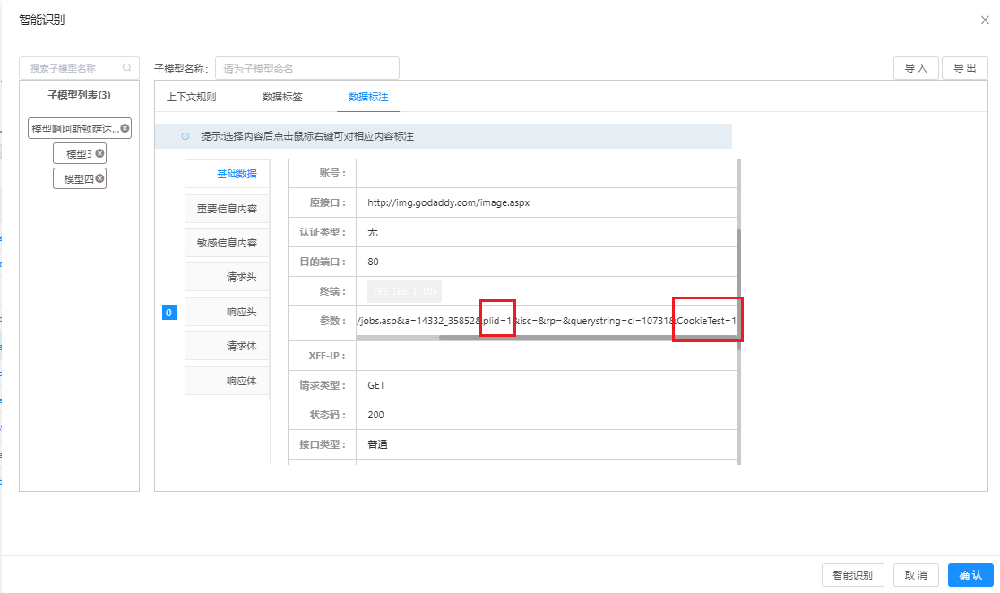 智能识别
搜索子模型名称
子模型名称：
请为子模型命名
导 入
导 出
子模型列表(3)
模型啊阿斯顿萨达...
模型3
模型四
上下文规则
数据标签
数据标注
提示:选择内容后点击鼠标右键可对相应内容标注
0
基础数据
重要信息内容
敏感信息内容
请求头
响应头
请求体
响应体
账号：
原接口： http://img.godaddy.com/image.aspx
认证类型： 无
目的端口： 80
终端： 192.168.1.105
参数： /jobs.asp&a=14332_35852&plid=1&isc=&rp=&querystring=ci=10731&CookieTest=1
XFF-IP：
请求类型： GET
状态码： 200
接口类型： 普通
智能识别
取 消
确 认